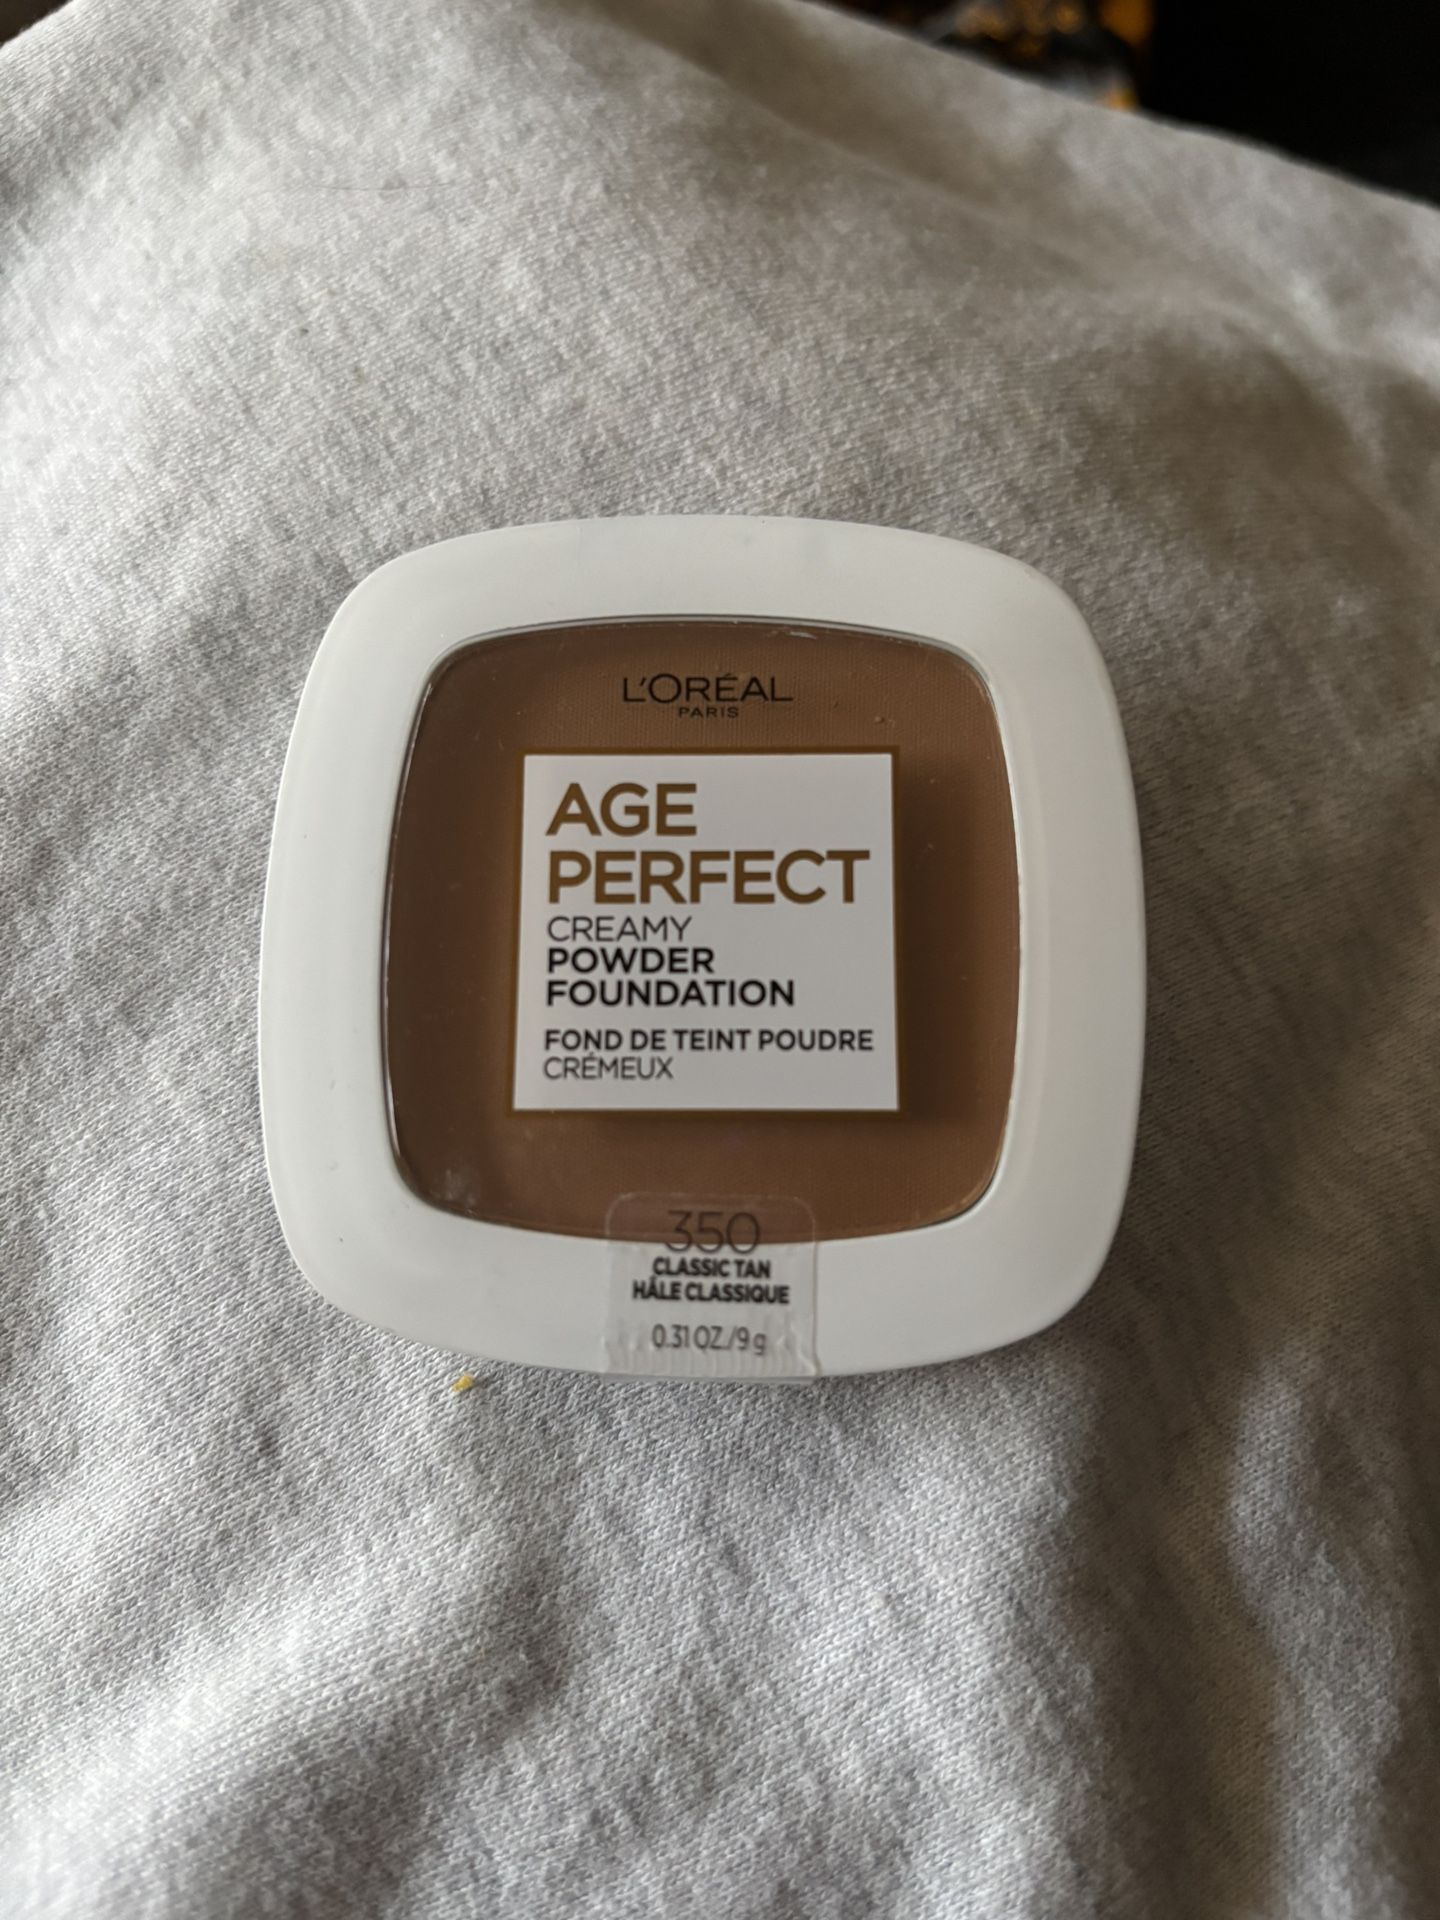 L'ORÉAL
PARIS
AGE
PERFECT
CREAMY
POWDER
FOUNDATION
FOND DE TEINT POUDRE
CRÉMEUX
350
CLASSIC TAN
HÂLE CLASSIQUE
0.31 OZ./9 g